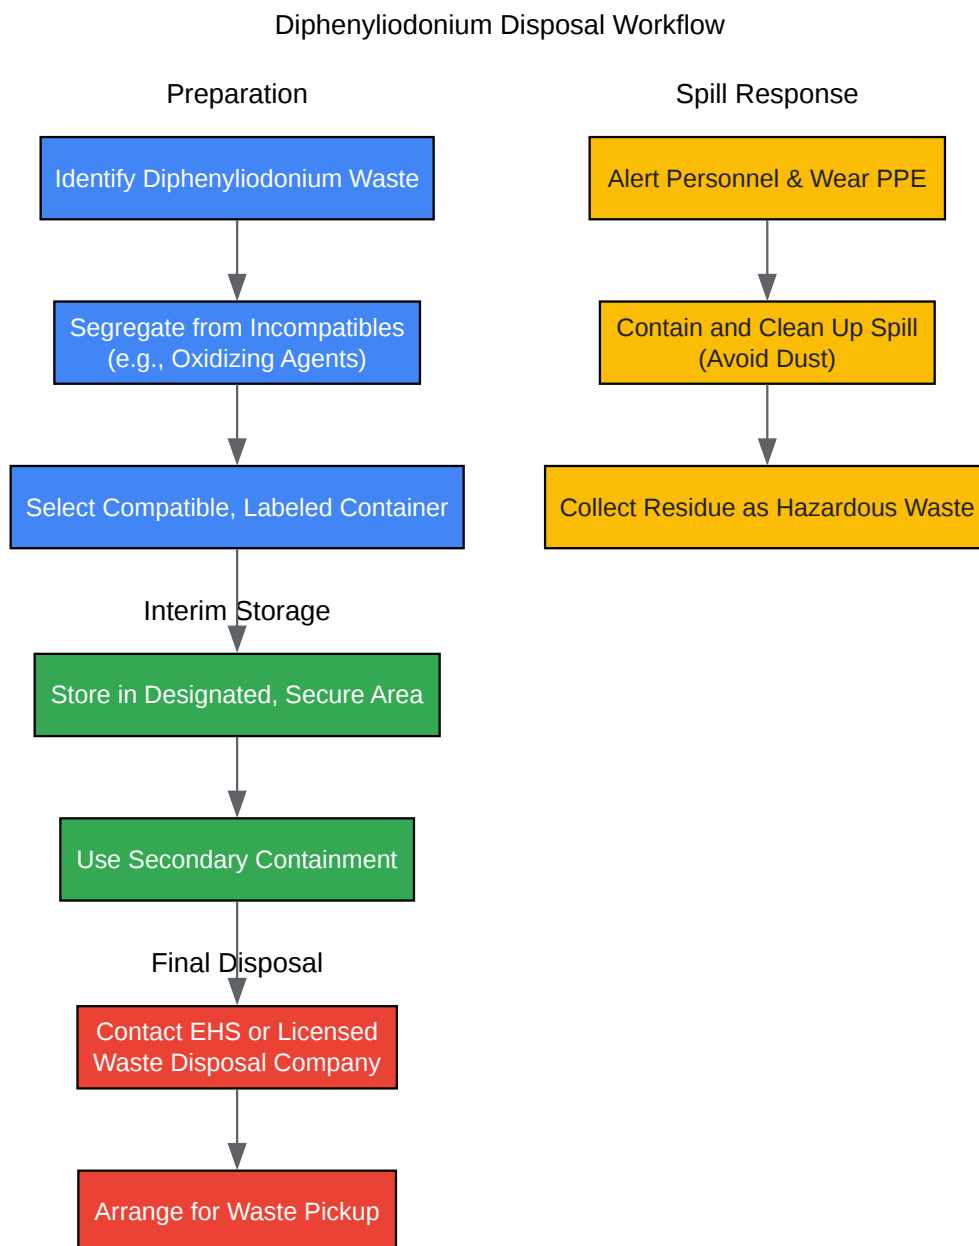 Diphenyliodonium Disposal Workflow
Preparation
Identify Diphenyliodonium Waste
Segregate from Incompatibles
(e.g., Oxidizing Agents)
Select Compatible, Labeled Container
Interim Storage
Store in Designated, Secure Area
Use Secondary Containment
Final Disposal
Contact EHS or Licensed
Waste Disposal Company
Arrange for Waste Pickup
Spill Response
Alert Personnel & Wear PPE
Contain and Clean Up Spill
(Avoid Dust)
Collect Residue as Hazardous Waste